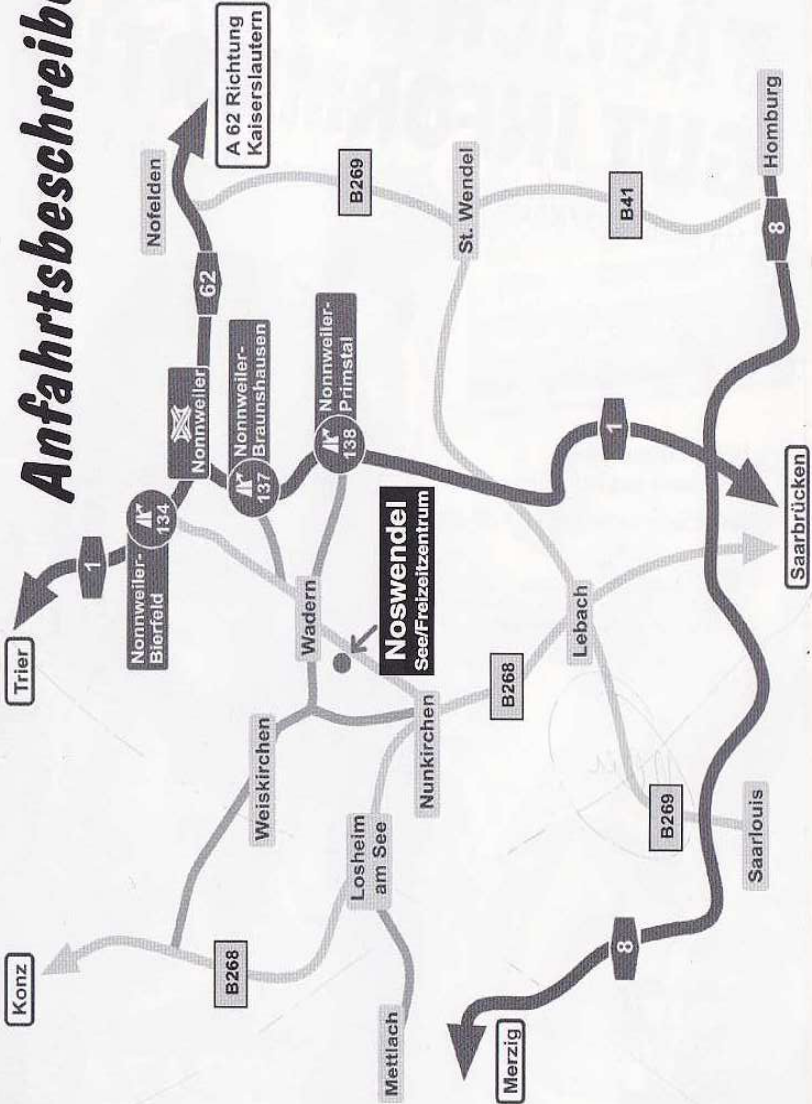 Anfahrtsbeschreib
Konz
Trier
1
Nonnweiler-
Bierfeld
134
Nonnweiler
62
Nofelden
A 62 Richtung
Kaiserslautern
137
Nonnweiler-
Braunshausen
138
Nonnweiler-
Primstal
B269
B268
Weiskirchen
Wadern
Noswendel
See/Freizeitzentrum
Mettlach
Losheim
am See
Nunkirchen
B268
St. Wendel
Lebach
1
B41
Merzig
8
B269
Saarlouis
8
Homburg
Saarbrücken